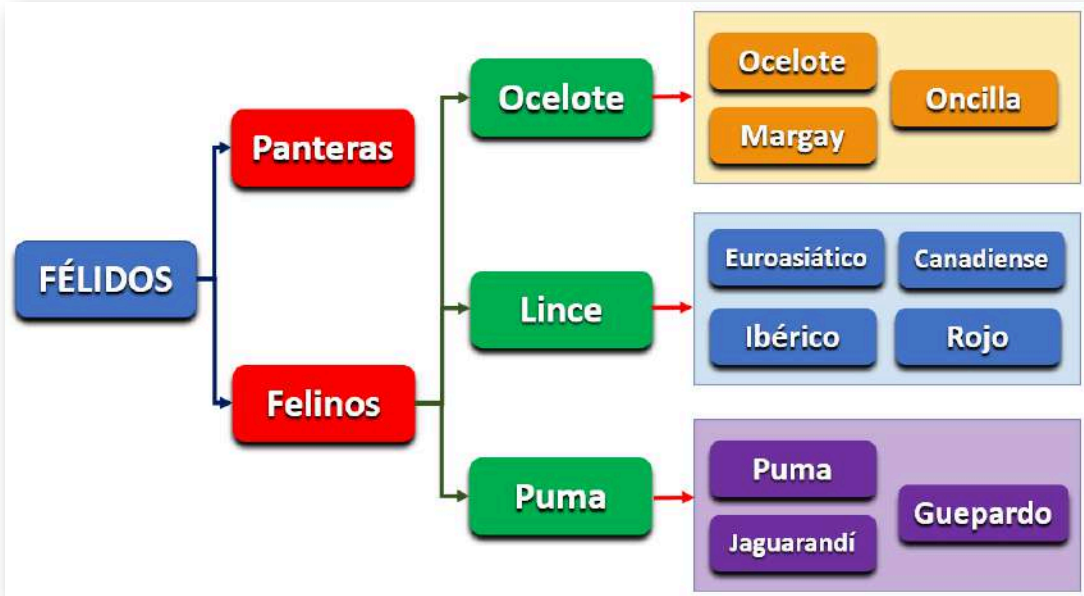 FÉLIDOS
Panteras
Felinos
Ocelote
Lince
Puma
Ocelote
Margay
Oncilla
Euroasiático
Canadiense
Ibérico
Rojo
Puma
Jaguarandí
Guepardo